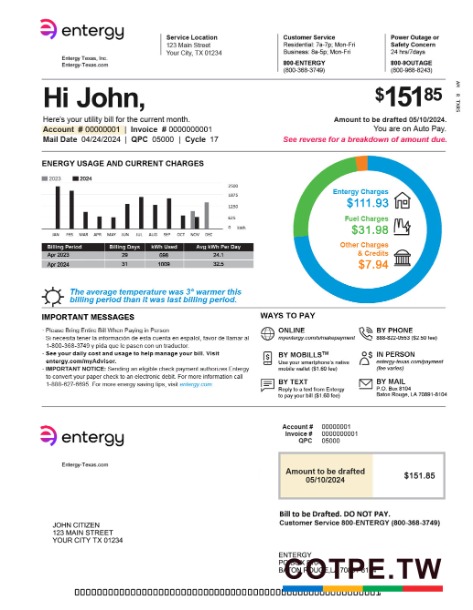 entergy
Entergy Texas, Inc.
Entergy-Texas.com
Service Location
123 Main Street
Your City, TX 01234
Customer Service
Residential: 7a-7p, Mon-Fri
Business: 8a-5p; Mon-Fri
800-ENTERGY
(800-368-3749)
Power Outage or
Safety Concern
24 hrs/7days
800-8OUTAGE
(800-968-8243)
Hi John,
Here's your utility bill for the current month.
Account # 00000001 | Invoice # 0000000001
Mail Date 04/24/2024 | QPC 05000 | Cycle 17
$151.85
Amount to be drafted 05/10/2024.
You are on Auto Pay.
See reverse for a breakdown of amount due.
ENERGY USAGE AND CURRENT CHARGES
2023 2024
JAN FEB MAR APR MAY JUN JUL AUG SEP OCT NOV DEC
0 kWh
Billing Period Billing Days kWh Used Avg kWh Per Day
Apr 2023 29 698 24.1
Apr 2024 31 1009 32.5
The average temperature was 3° warmer this
billing period than it was last billing period.
Energy Charges
$111.93
Fuel Charges
$31.98
Other Charges
& Credits
$7.94
IMPORTANT MESSAGES
- Please Bring Entire Bill When Paying in Person
Si necesita tener la información de esta cuenta en español, favor de llamar al
1-800-368-3749 y pida que le pasen con un traductor.
- See your daily cost and usage to help manage your bill. Visit
entergy.com/myAdvisor.
- IMPORTANT NOTICE: Sending an eligible check payment authorizes Entergy
to convert your paper check to an electronic debit. For more information call
1-800-627-6695. For more energy saving tips, visit entergy.com
WAYS TO PAY
ONLINE
myentergy.com/makepayment
BY MOBILLS™
Use your smartphone's native
mobile wallet ($1.60 fee)
BY TEXT
Reply to a text from Entergy
to pay your bill ($1.60 fee)
BY PHONE
888-822-0553 ($2.50 fee)
IN PERSON
entergy-texas.com/payment
(fee varies)
BY MAIL
P.O. Box 8104
Baton Rouge, LA 70891-8104
entergy
Entergy-Texas.com
Account # 00000001
Invoice # 0000000001
QPC 05000
Amount to be drafted
05/10/2024
$151.85
Bill to be Drafted. DO NOT PAY.
Customer Service 800-ENTERGY (800-368-3749)
JOHN CITIZEN
123 MAIN STREET
YOUR CITY TX 01234
ENTERGY
BATON ROUGE, LA
COTPE.TW